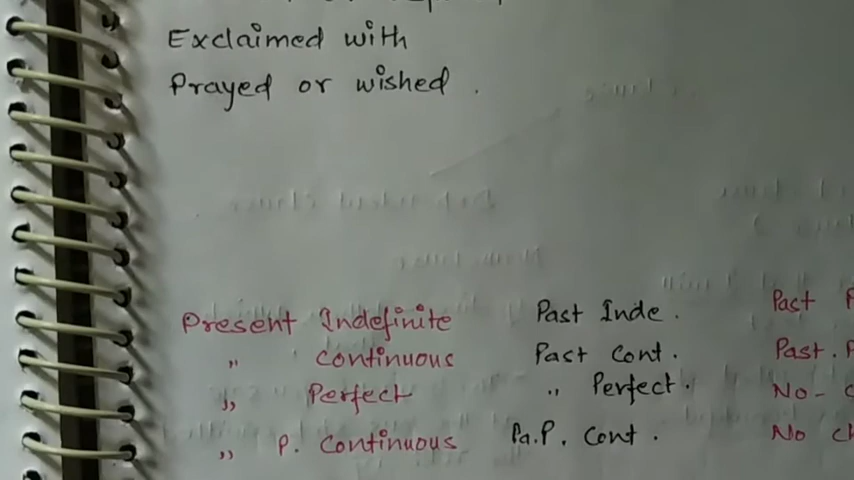 Exclaimed with
Prayed or wished .
Present Indefinite Past Inde . Past
" continuous Past Cont . Past .
,, Perfect " Perfect . No -
,, P. Continuous Pa.P. Cont . No